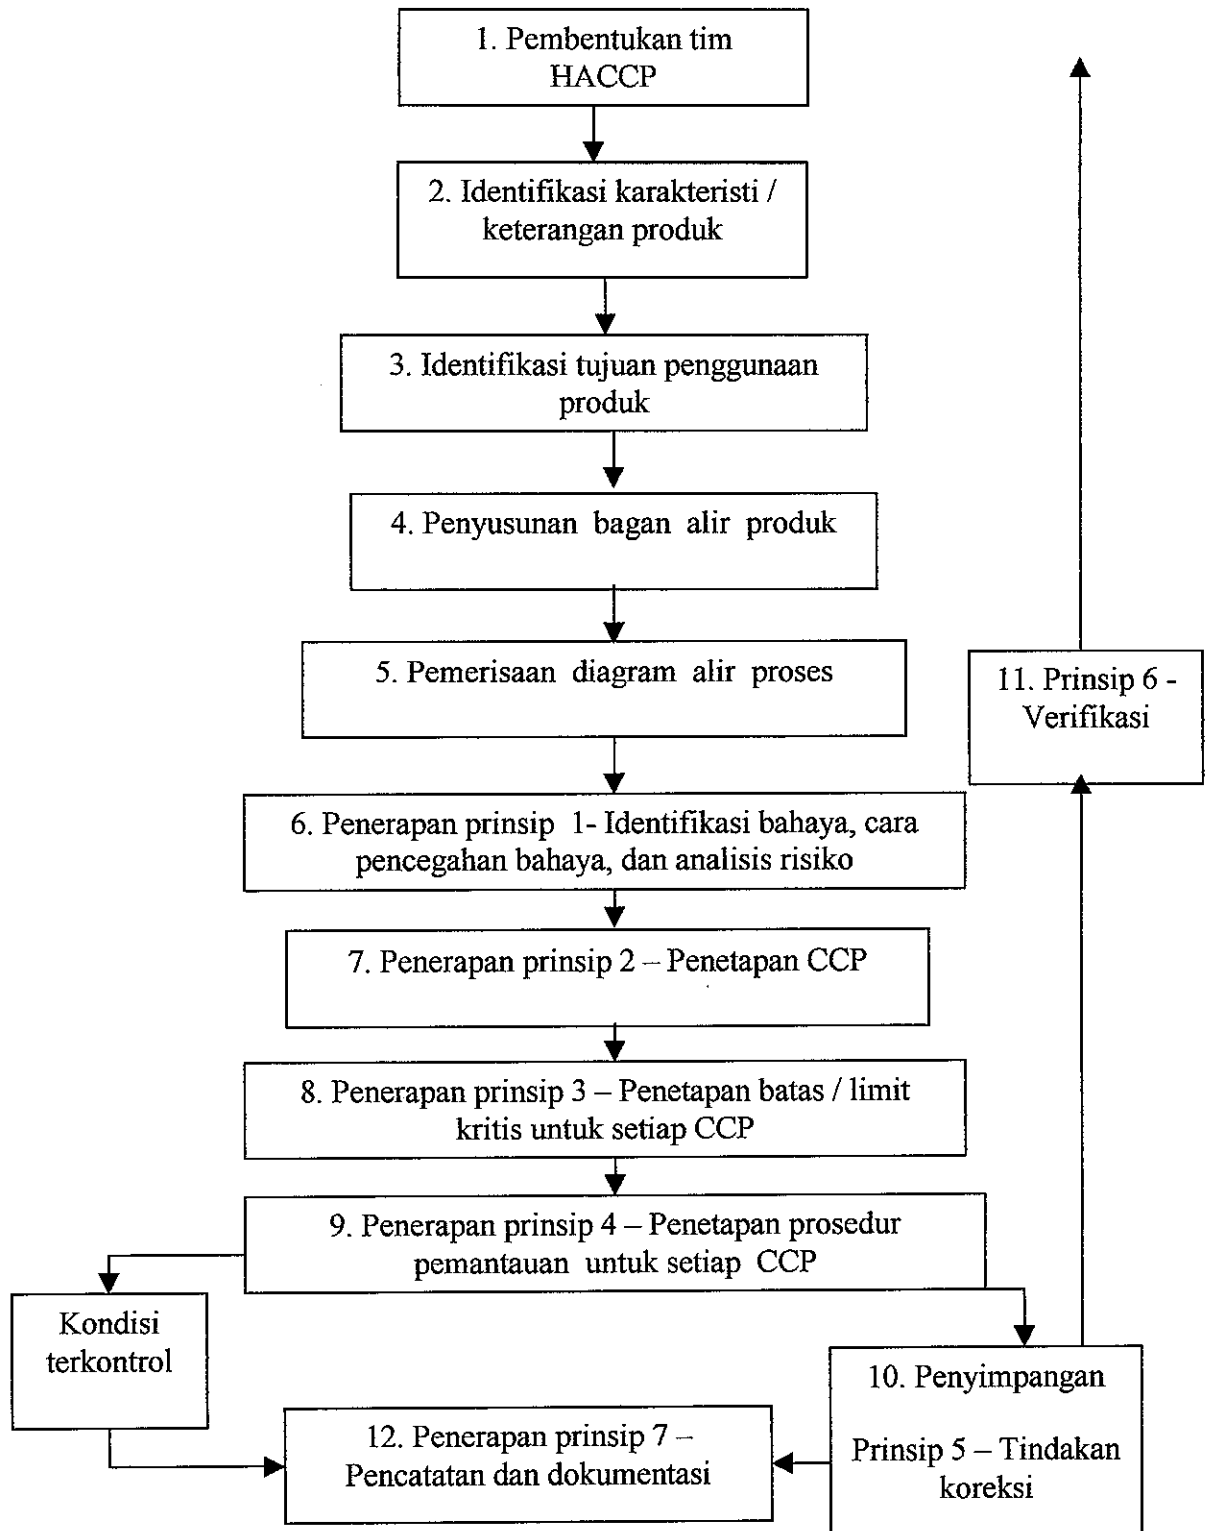 1. Pembentukan tim
HACCP
2. Identifikasi karakteristi /
keterangan produk
3. Identifikasi tujuan penggunaan
produk
4. Penyusunan bagan alir produk
5. Pemerisaan diagram alir proses
11. Prinsip 6 -
Verifikasi
6. Penerapan prinsip 1- Identifikasi bahaya, cara
pencegahan bahaya, dan analisis risiko
7. Penerapan prinsip 2 – Penetapan CCP
8. Penerapan prinsip 3 – Penetapan batas / limit
kritis untuk setiap CCP
9. Penerapan prinsip 4 – Penetapan prosedur
pemantauan untuk setiap CCP
Kondisi
terkontrol
10. Penyimpangan
Prinsip 5 – Tindakan
koreksi
12. Penerapan prinsip 7 –
Pencatatan dan dokumentasi